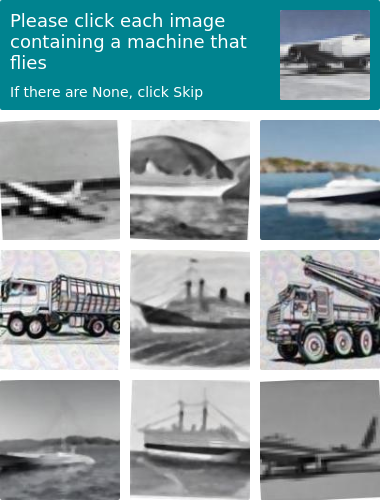 Please click each image
containing a machine that
flies
If there are None, click Skip